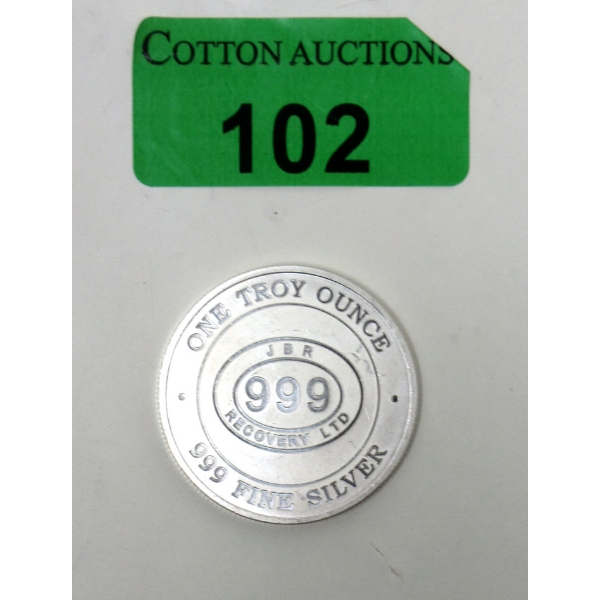 COTTON AUCTIONS
102
ONE TROY OUNCE
JBR
999
RECOVERY LTD
999 FINE SILVER